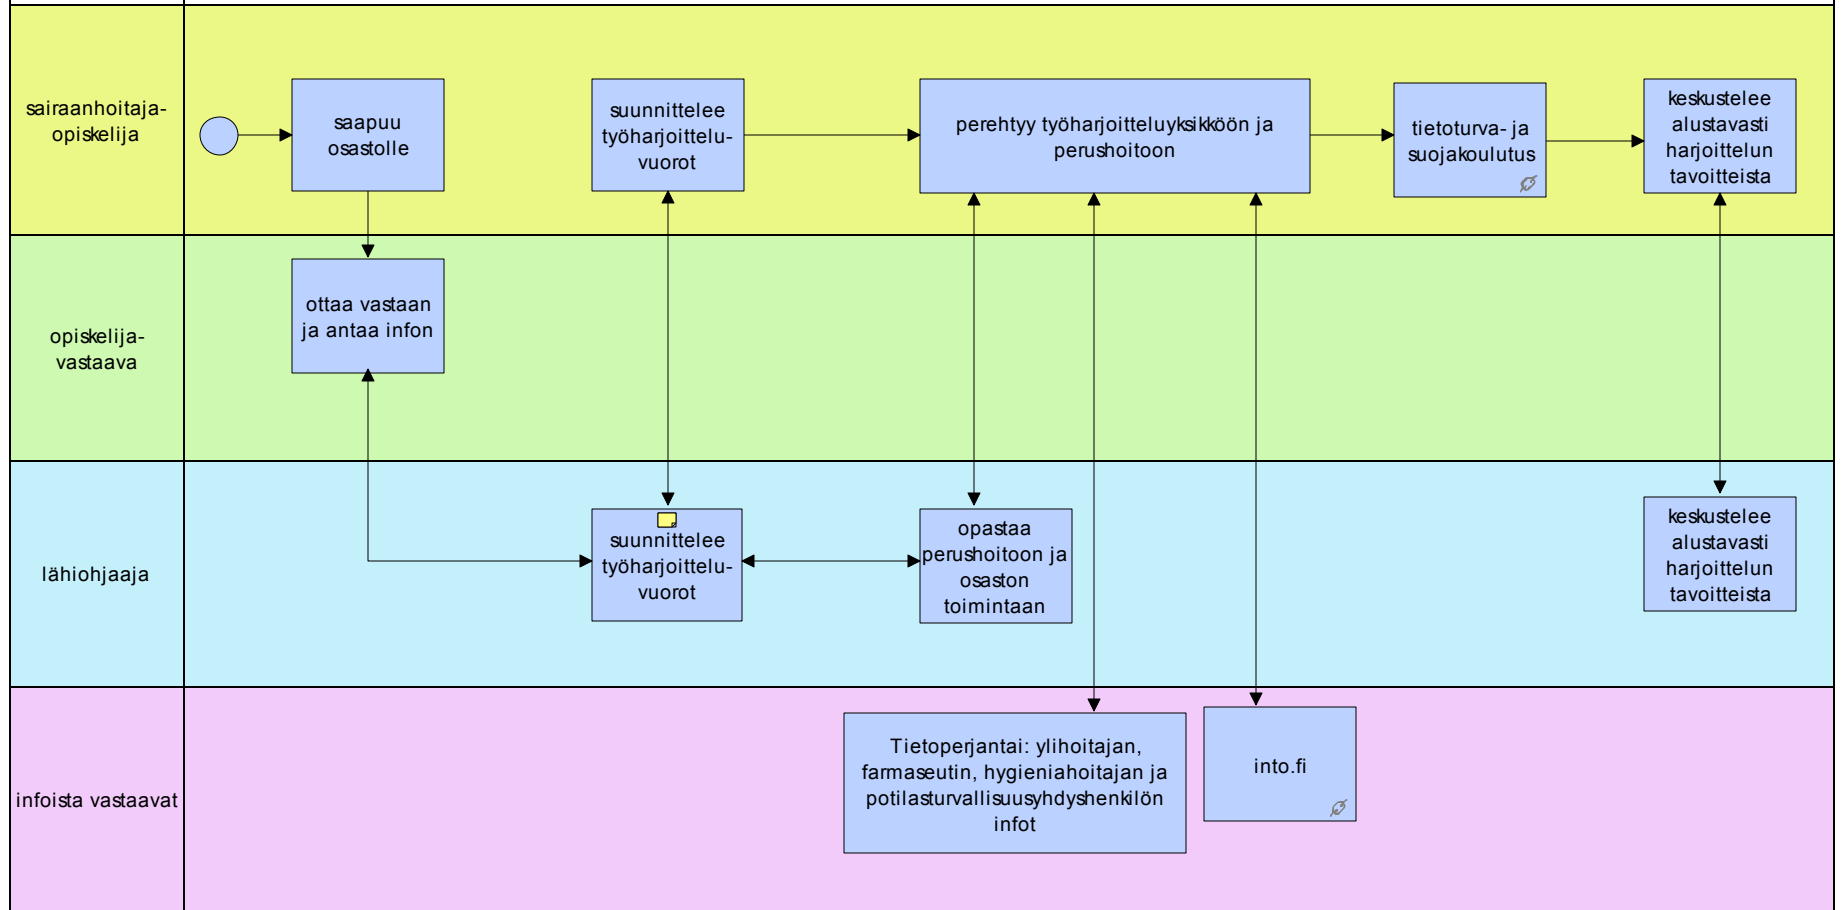 sairaanhoitaja-
opiskelija
saapuu
osastolle
suunnittelee
työharjoittelu-
vuorot
perehtyy työharjoitteluyksikköön ja
perushoitoon
tietoturva- ja
suojakoulutus
keskustelee
alustavasti
harjoittelun
tavoitteista
opiskelija-
vastaava
ottaa vastaan
ja antaa infon
lähiohjaaja
suunnittelee
työharjoittelu-
vuorot
opastaa
perushoitoon ja
osaston
toimintaan
keskustelee
alustavasti
harjoittelun
tavoitteista
infoista vastaavat
Tietoperjantai: ylihoitajan,
farmaseutin, hygieniahoitajan ja
potilasturvallisuusyhdyshenkilön
infot
into.fi